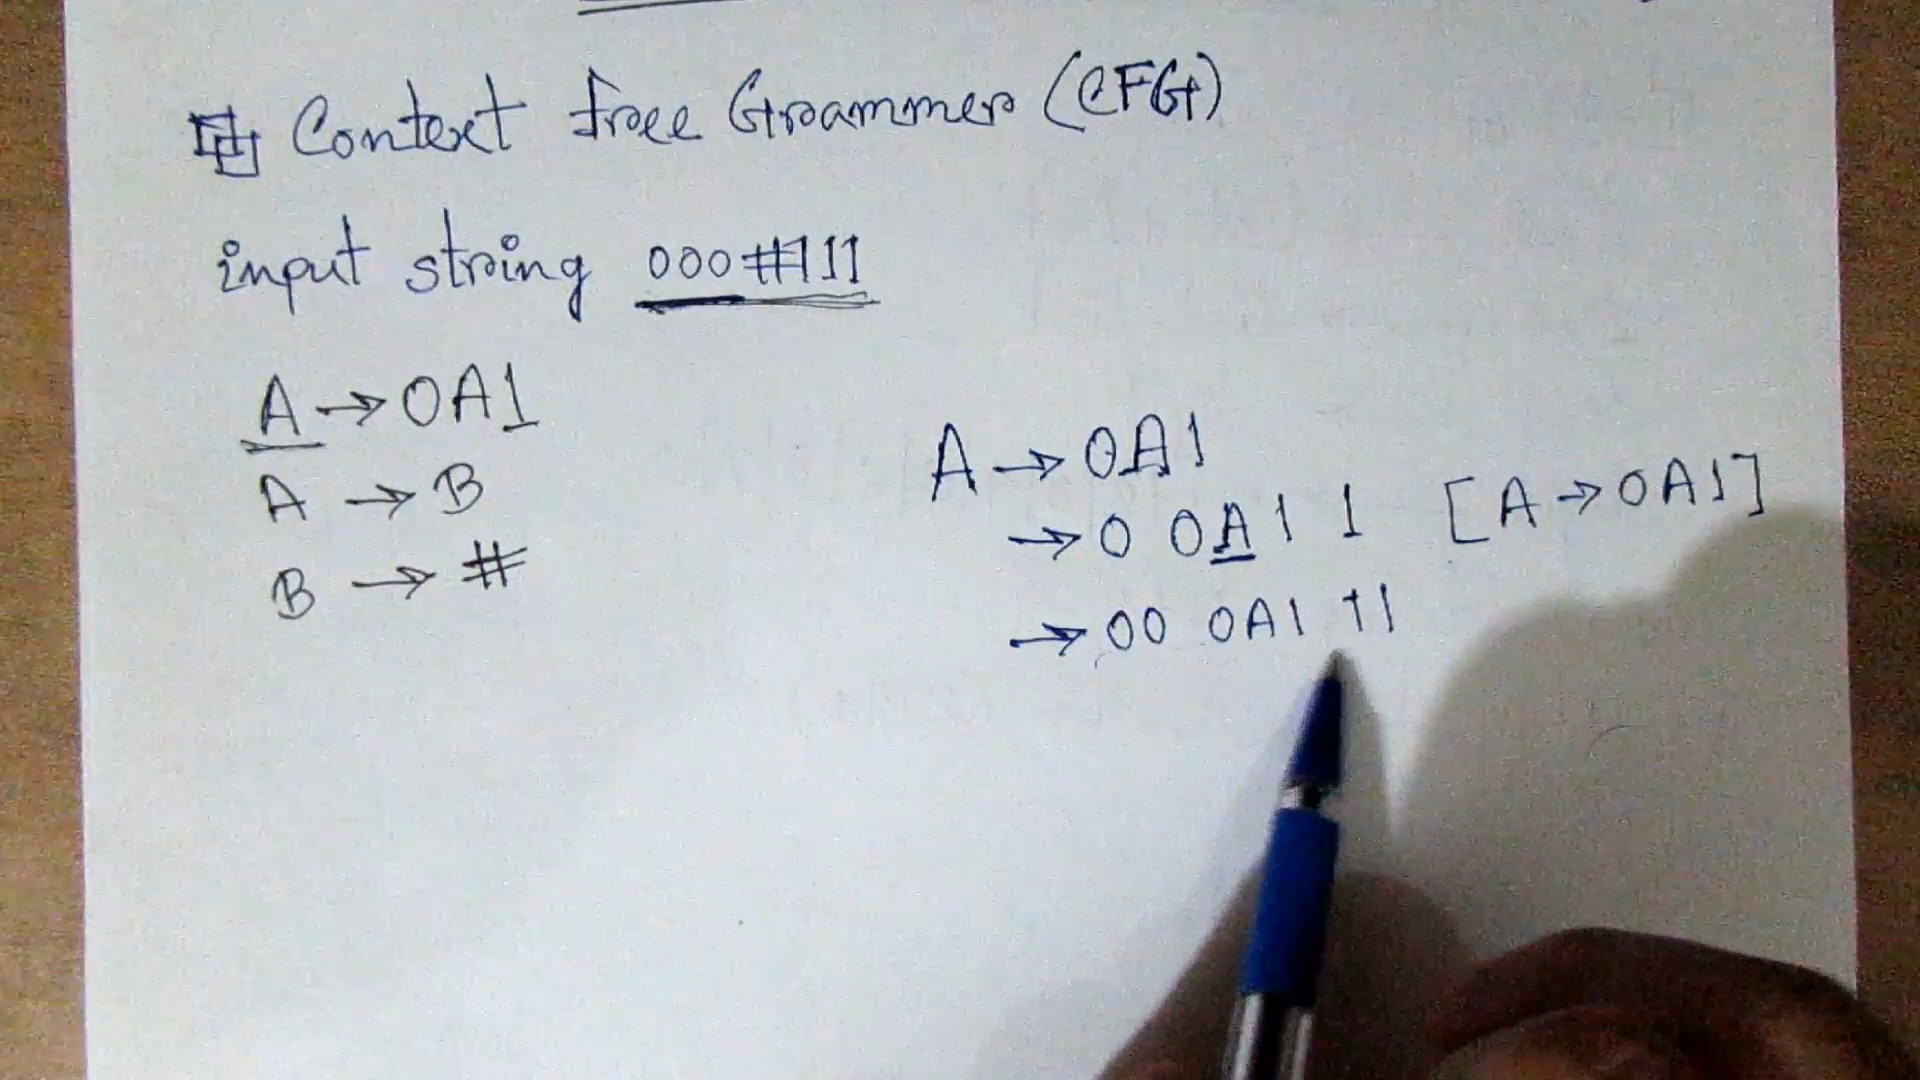 Context free Grammer (CFG)
input string 000#111
A → 0A1
A → B
B → #
A → 0A1
→ 0 0A1 1 [A → 0A1]
→ 00 0A1 11